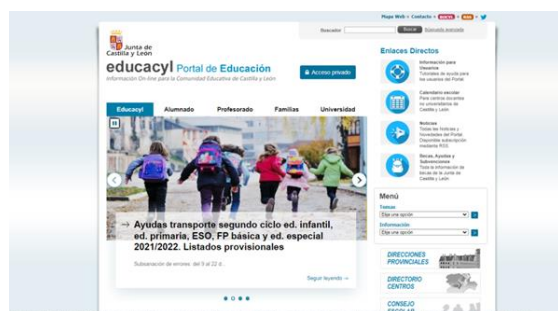 Mapa Web
Contacto
Buscador
Buscar
búsqueda avanzada
Junta de
Castilla y León
educacyl Portal de Educación
Información On-line para la Comunidad Educativa de Castilla y León
Acceso privado
Enlaces Directos
Información para
Usuarios
Tutoriales de ayuda para
los usuarios del Portal
Calendario escolar
Para centros docentes
no universitarios de
Castilla y León
Noticias
Todas las Noticias y
Novedades del Portal.
Disponible subscripción
mediante RSS.
Becas, Ayudas y
Subvenciones
Toda la información de
becas de la Junta de
Castilla y León.
Educacyl
Alumnado
Profesorado
Familias
Universidad
→ Ayudas transporte segundo ciclo ed. infantil,
ed. primaria, ESO, FP básica y ed. especial
2021/2022. Listados provisionales
Subsanación de errores: del 9 al 22 d...
Seguir leyendo →
Menú
Temas
Elija una opción
Información
Elija una opción
DIRECCIONES
PROVINCIALES
DIRECTORIO
CENTROS
CONSEJO
ESCOLAR